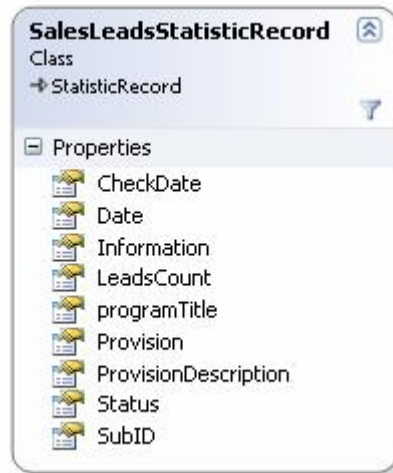 SalesLeadsStatisticRecord
Class
StatisticRecord
Properties
CheckDate
Date
Information
LeadsCount
programTitle
Provision
ProvisionDescription
Status
SubID